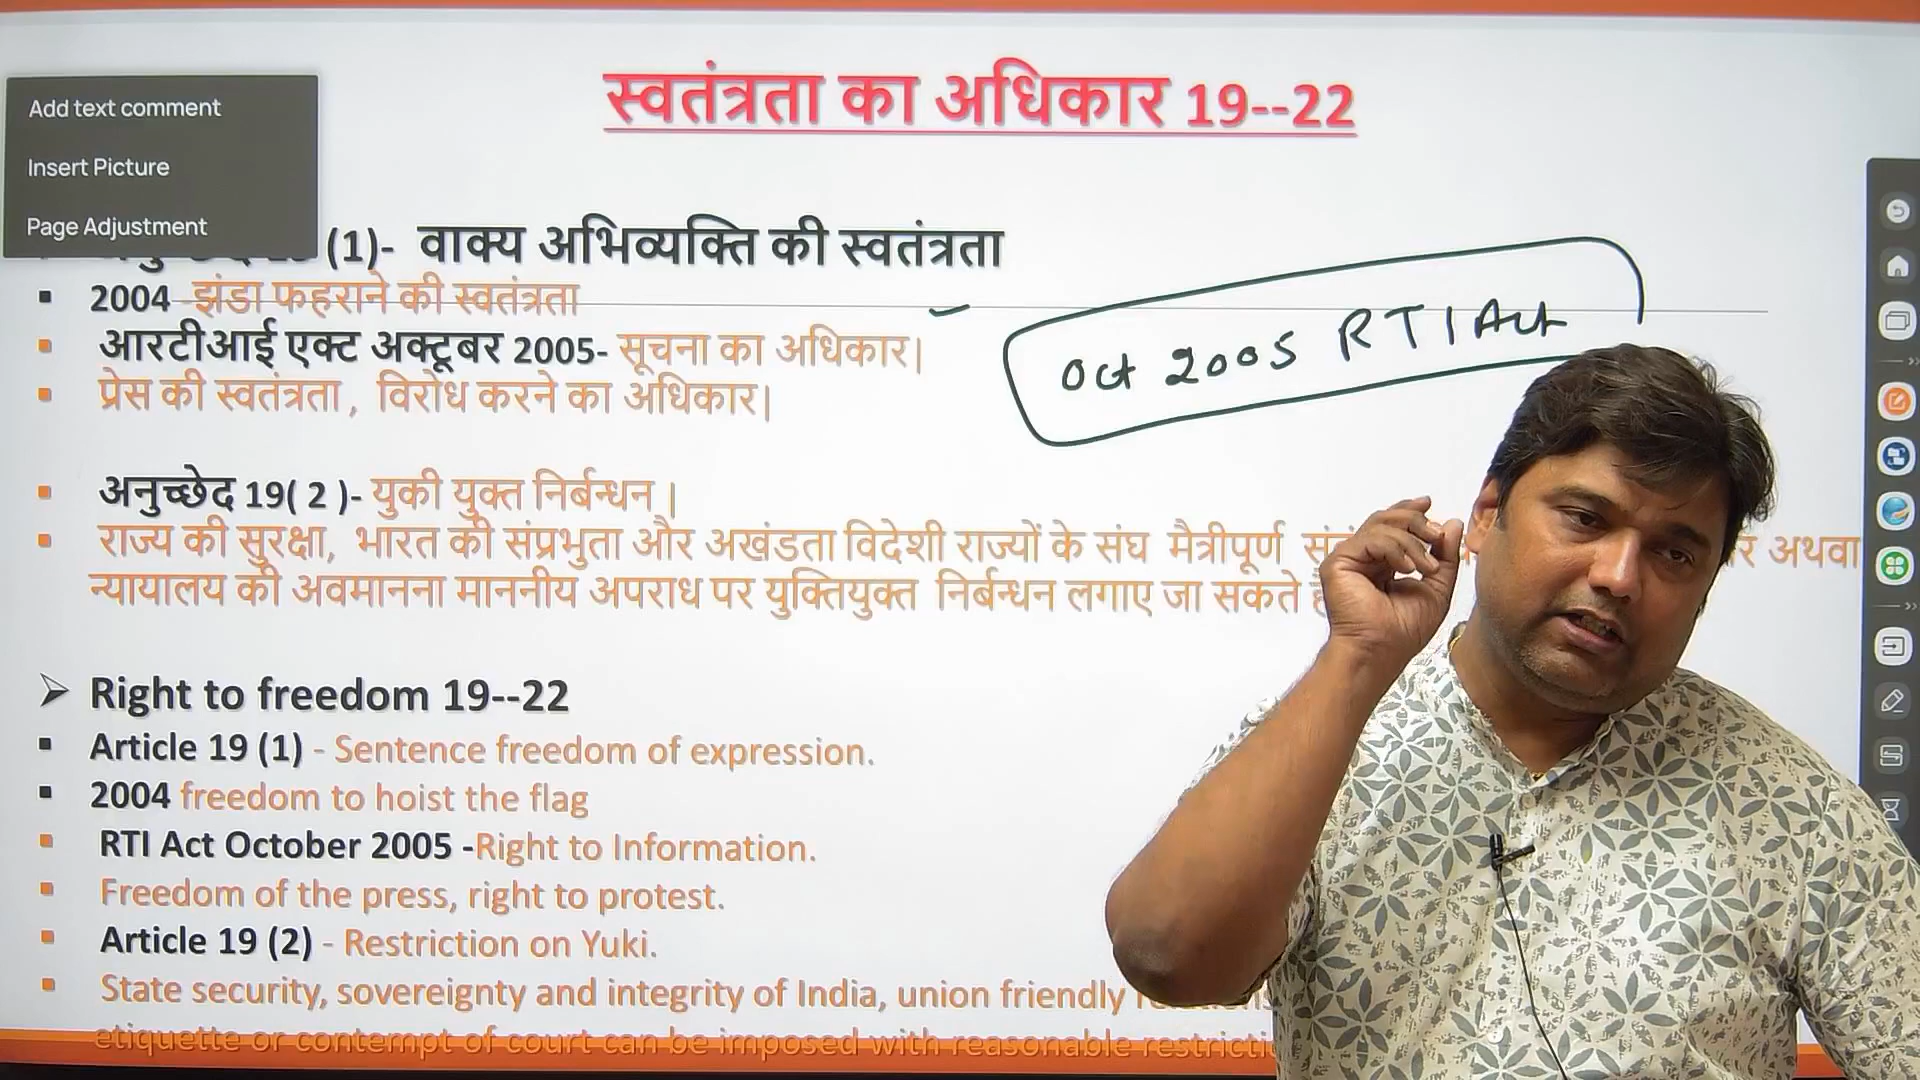 स्वतंत्रता का अधिकार 19--22
Add text comment
Insert Picture
Page Adjustment
(1)- वाक्य अभिव्यक्ति की स्वतंत्रता
2004 -झंडा फहराने की स्वतंत्रता
आरटीआई एक्ट अक्टूबर 2005- सूचना का अधिकार|
प्रेस की स्वतंत्रता, विरोध करने का अधिकार|
Oct 2005 RTI Act
अनुच्छेद 19( 2 )- युकी युक्त निर्बन्धन |
राज्य की सुरक्षा, भारत की संप्रभुता और अखंडता विदेशी राज्यों के संघ मैत्रीपूर्ण अथवा
न्यायालय की अवमानना माननीय अपराध पर युक्तियुक्त निर्बन्धन लगाए जा सकते
➢ Right to freedom 19--22
Article 19 (1) - Sentence freedom of expression.
2004 freedom to hoist the flag
RTI Act October 2005 -Right to Information.
Freedom of the press, right to protest.
Article 19 (2) - Restriction on Yuki.
State security, sovereignty and integrity of India, union friendly
etiquette or contempt of court can be imposed with reasonable